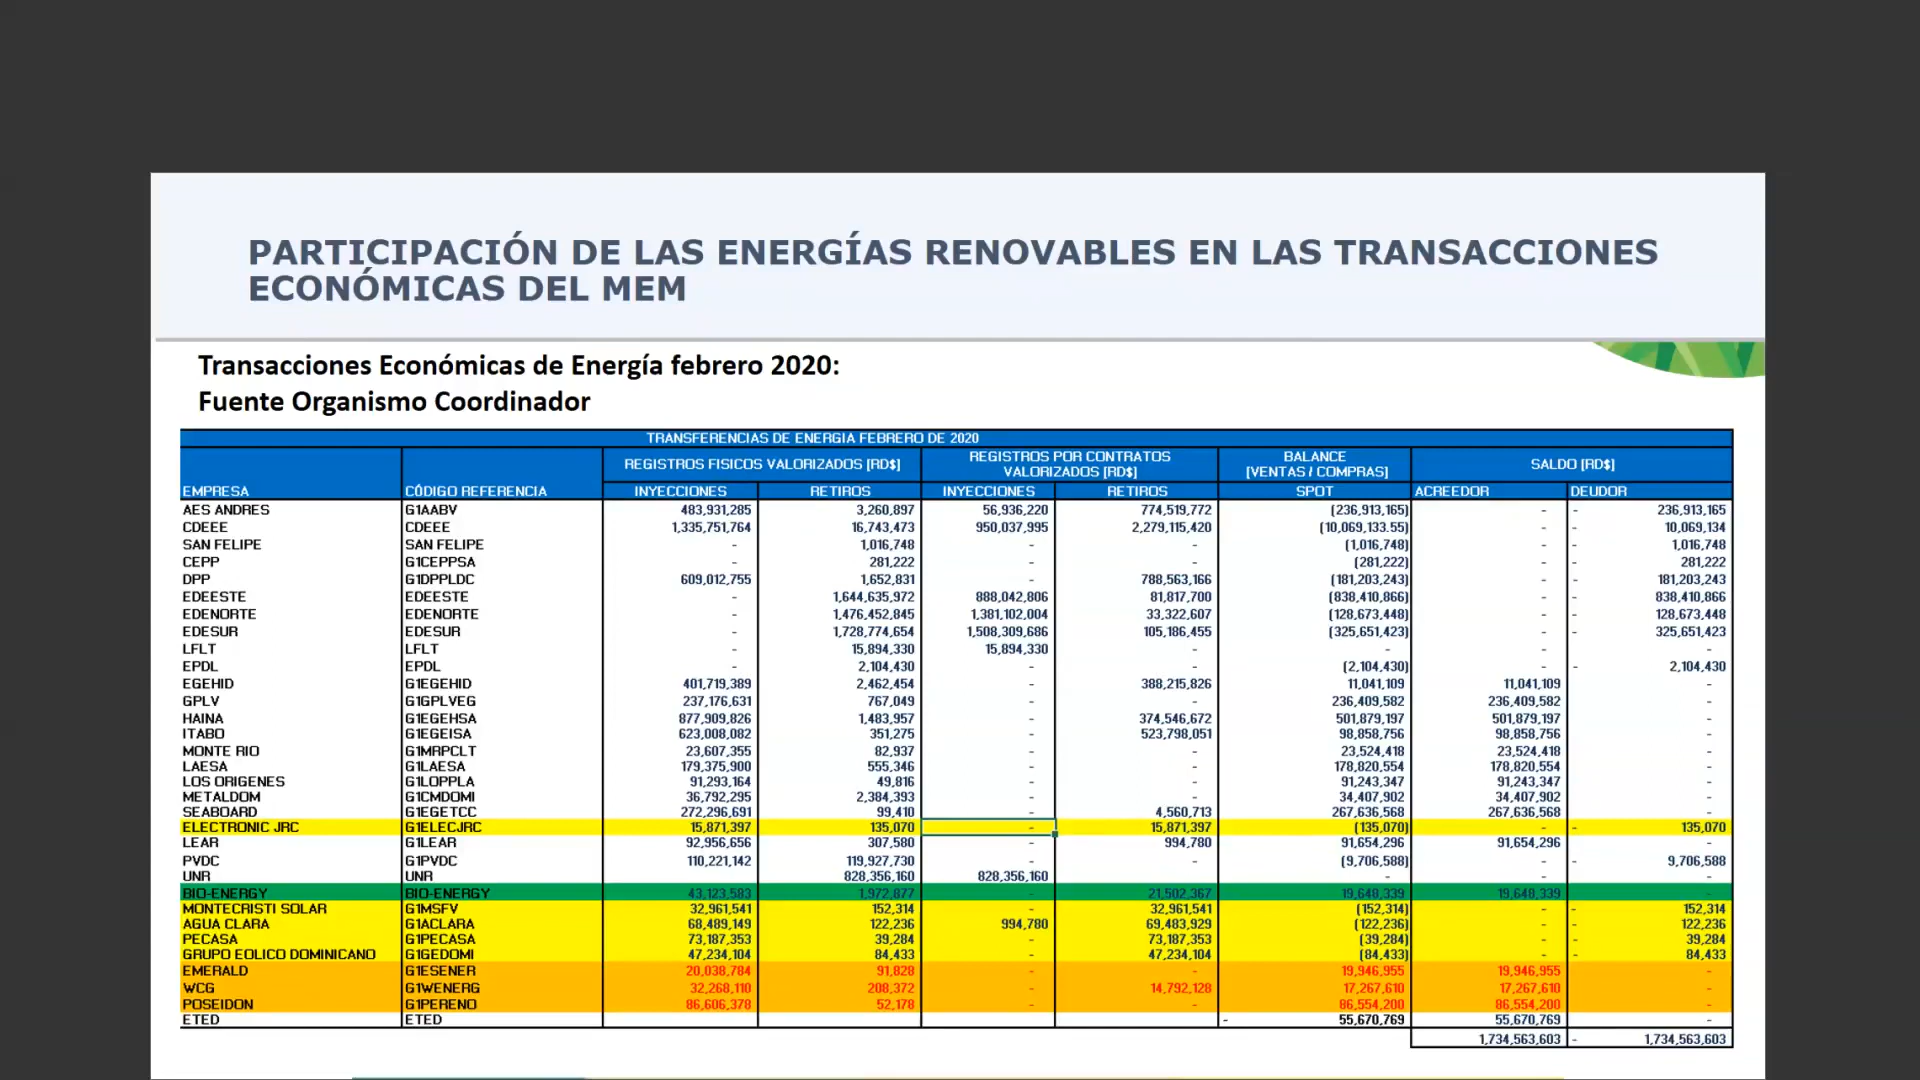 PARTICIPACIÓN DE LAS ENERGÍAS RENOVABLES EN LAS TRANSACCIONES
ECONÓMICAS DEL MEM
Transacciones Económicas de Energía febrero 2020:
Fuente Organismo Coordinador
TRANSFERENCIAS DE ENERGIA FEBRERO DE 2020
EMPRESA CÓDIGO REFERENCIA REGISTROS FISICOS VALORIZADOS [RD$] REGISTROS POR CONTRATOS VALORIZADOS [RD$] BALANCE [VENTAS / COMPRAS] SALDO [RD$]
INYECCIONES RETIROS INYECCIONES RETIROS SPOT ACREEDOR DEUDOR
AES ANDRES G1AABV 483,931,285 3,260,897 56,936,220 774,519,772 (236,913,165) - - 236,913,165
CDEEE CDEEE 1,335,751,764 16,743,473 950,037,995 2,279,115,420 (10,069,133.55) - - 10,069,134
SAN FELIPE SAN FELIPE - 1,016,748 - - (1,016,748) - - 1,016,748
CEPP G1CEPPSA - 281,222 - - (281,222) - - 281,222
DPP G1DPPLDC 609,012,755 1,652,831 - 788,563,166 (181,203,243) - - 181,203,243
EDEESTE EDEESTE - 1,644,635,972 888,042,806 81,817,700 (838,410,866) - - 838,410,866
EDENORTE EDENORTE - 1,476,452,845 1,381,102,004 33,322,607 (128,673,448) - - 128,673,448
EDESUR EDESUR - 1,728,774,654 1,508,309,686 105,186,455 (325,651,423) - - 325,651,423
LFLT LFLT - 15,894,330 15,894,330 - - - -
EPDL EPDL - 2,104,430 - - (2,104,430) - - 2,104,430
EGEHID G1EGEHID 401,719,389 2,462,454 - 388,215,826 11,041,109 11,041,109 -
GPLV G1GPLVEG 237,176,631 767,049 - - 236,409,582 236,409,582 -
HAINA G1EGEHSA 877,909,826 1,483,957 - 374,546,672 501,879,197 501,879,197 -
ITABO G1EGEISA 623,008,082 351,275 - 523,798,051 98,858,756 98,858,756 -
MONTE RIO G1MRPCLT 23,607,355 82,937 - - 23,524,418 23,524,418 -
LAESA G1LAESA 179,375,900 555,346 - - 178,820,554 178,820,554 -
LOS ORIGENES G1LOPPLA 91,293,164 49,816 - - 91,243,347 91,243,347 -
METALDOM G1CMDOMI 36,792,295 2,384,393 - - 34,407,902 34,407,902 -
SEABOARD G1EGETCC 272,296,691 99,410 - 4,560,713 267,636,568 267,636,568 -
ELECTRONIC JRC G1ELECJRC 15,871,397 135,070 - 15,871,397 (135,070) - - 135,070
LEAR G1LEAR 92,956,656 307,580 - 994,780 91,654,296 91,654,296 -
PVDC G1PVDC 110,221,142 119,927,730 - - (9,706,588) - - 9,706,588
UNR UNR 828,356,160 828,356,160 - - -
BIO-ENERGY BIO-ENERGY 43,123,583 1,972,877 - 21,502,367 19,648,339 19,648,339 -
MONTECRISTI SOLAR G1MSFV 32,961,541 152,314 - 32,961,541 (152,314) - - 152,314
AGUA CLARA G1ACLARA 68,489,149 122,236 994,780 69,483,929 (122,236) - - 122,236
PECASA G1PECASA 73,187,353 39,284 - 73,187,353 (39,284) - - 39,284
GRUPO EOLICO DOMINICANO G1GEDOMI 47,234,104 84,433 - 47,234,104 (84,433) - - 84,433
EMERALD G1ESENER 20,038,784 91,828 - - 19,946,955 19,946,955 -
WCG G1WENERG 32,268,110 208,372 - 14,792,128 17,267,610 17,267,610 -
POSEIDON G1PERENO 86,606,378 52,178 - - 86,554,200 86,554,200 -
ETED ETED - 55,670,769 55,670,769 -
1,734,563,603 - 1,734,563,603